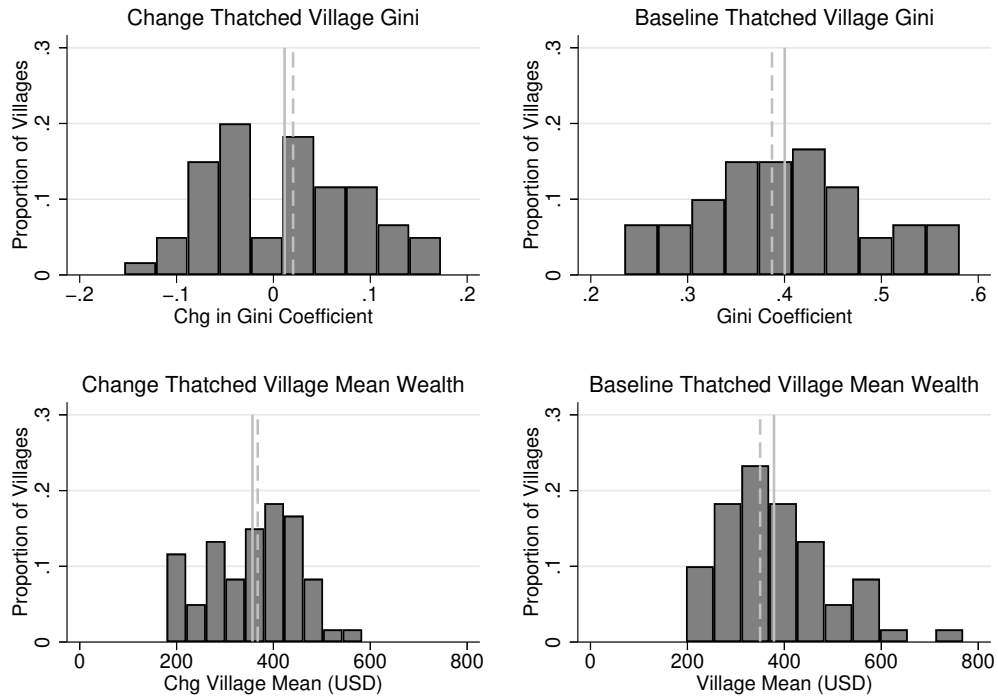 Change Thatched Village Gini
Proportion of Villages
0 .1 .2 .3
−.2 −.1 0 .1 .2
Chg in Gini Coefficient
Baseline Thatched Village Gini
Proportion of Villages
0 .1 .2 .3
.2 .3 .4 .5 .6
Gini Coefficient
Change Thatched Village Mean Wealth
Proportion of Villages
0 .1 .2 .3
0 200 400 600 800
Chg Village Mean (USD)
Baseline Thatched Village Mean Wealth
Proportion of Villages
0 .1 .2 .3
0 200 400 600 800
Village Mean (USD)